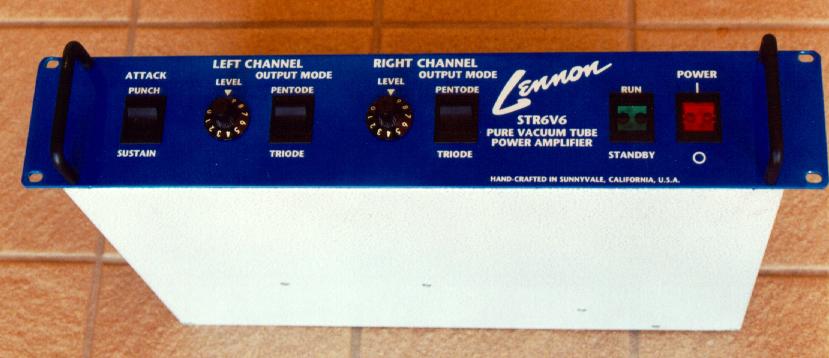 ATTACK
PUNCH
SUSTAIN
LEFT CHANNEL
LEVEL
OUTPUT MODE
PENTODE
TRIODE
RIGHT CHANNEL
LEVEL
OUTPUT MODE
PENTODE
TRIODE
Lennon
STR6V6
PURE VACUUM TUBE
POWER AMPLIFIER
RUN
STANDBY
POWER
HAND-CRAFTED IN SUNNYVALE, CALIFORNIA, U.S.A.